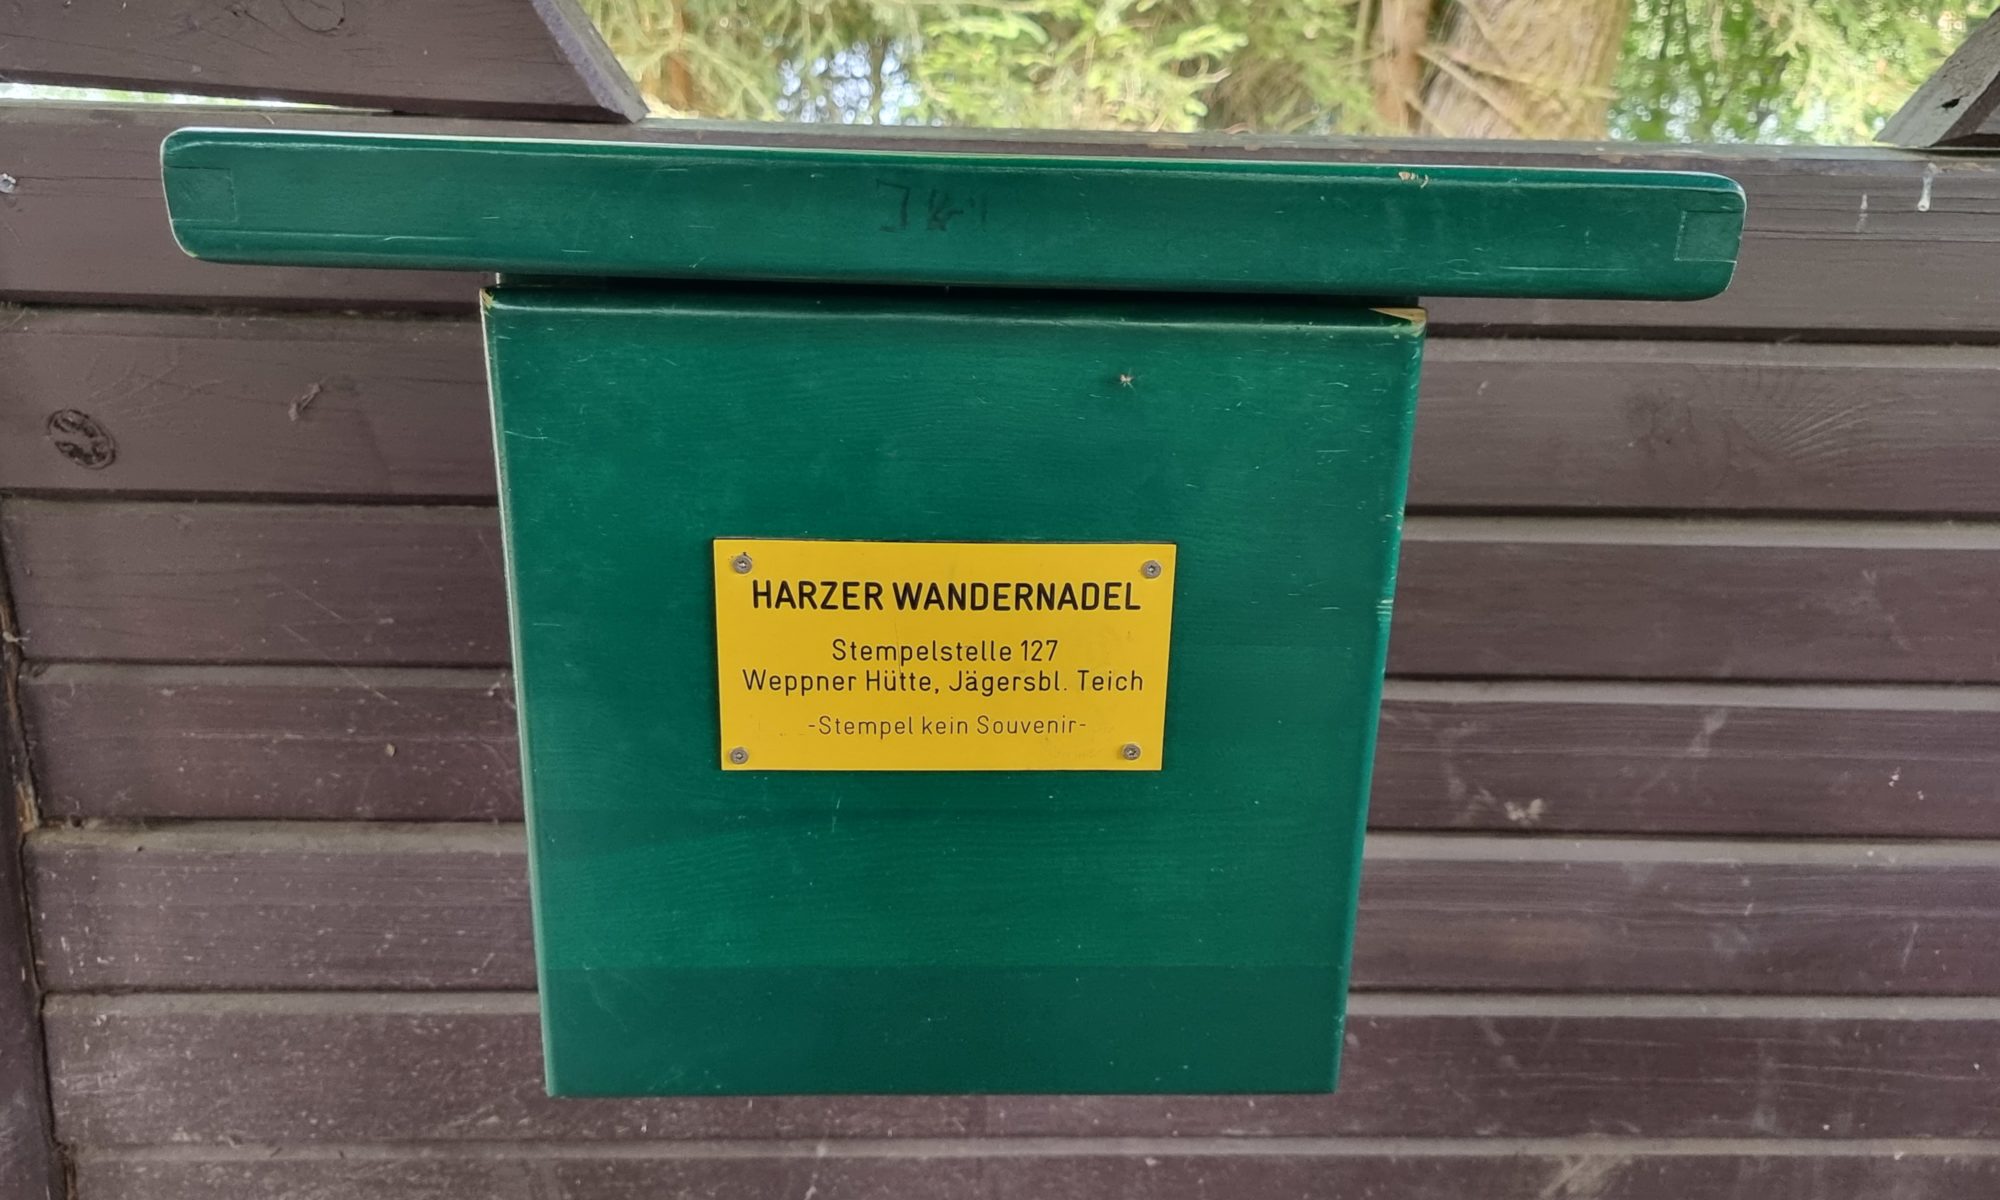 HARZER WANDERNADEL
Stempelstelle 127
Weppner Hütte, Jägersbl. Teich
-Stempel kein Souvenir-